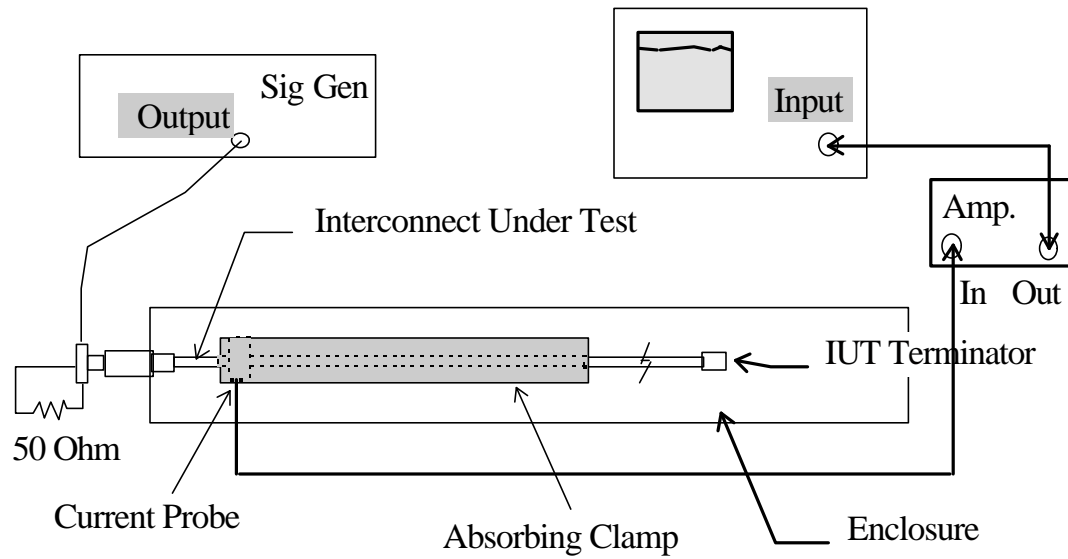 Sig Gen
Output
Input
Amp.
In Out
Interconnect Under Test
IUT Terminator
50 Ohm
Current Probe
Absorbing Clamp
Enclosure